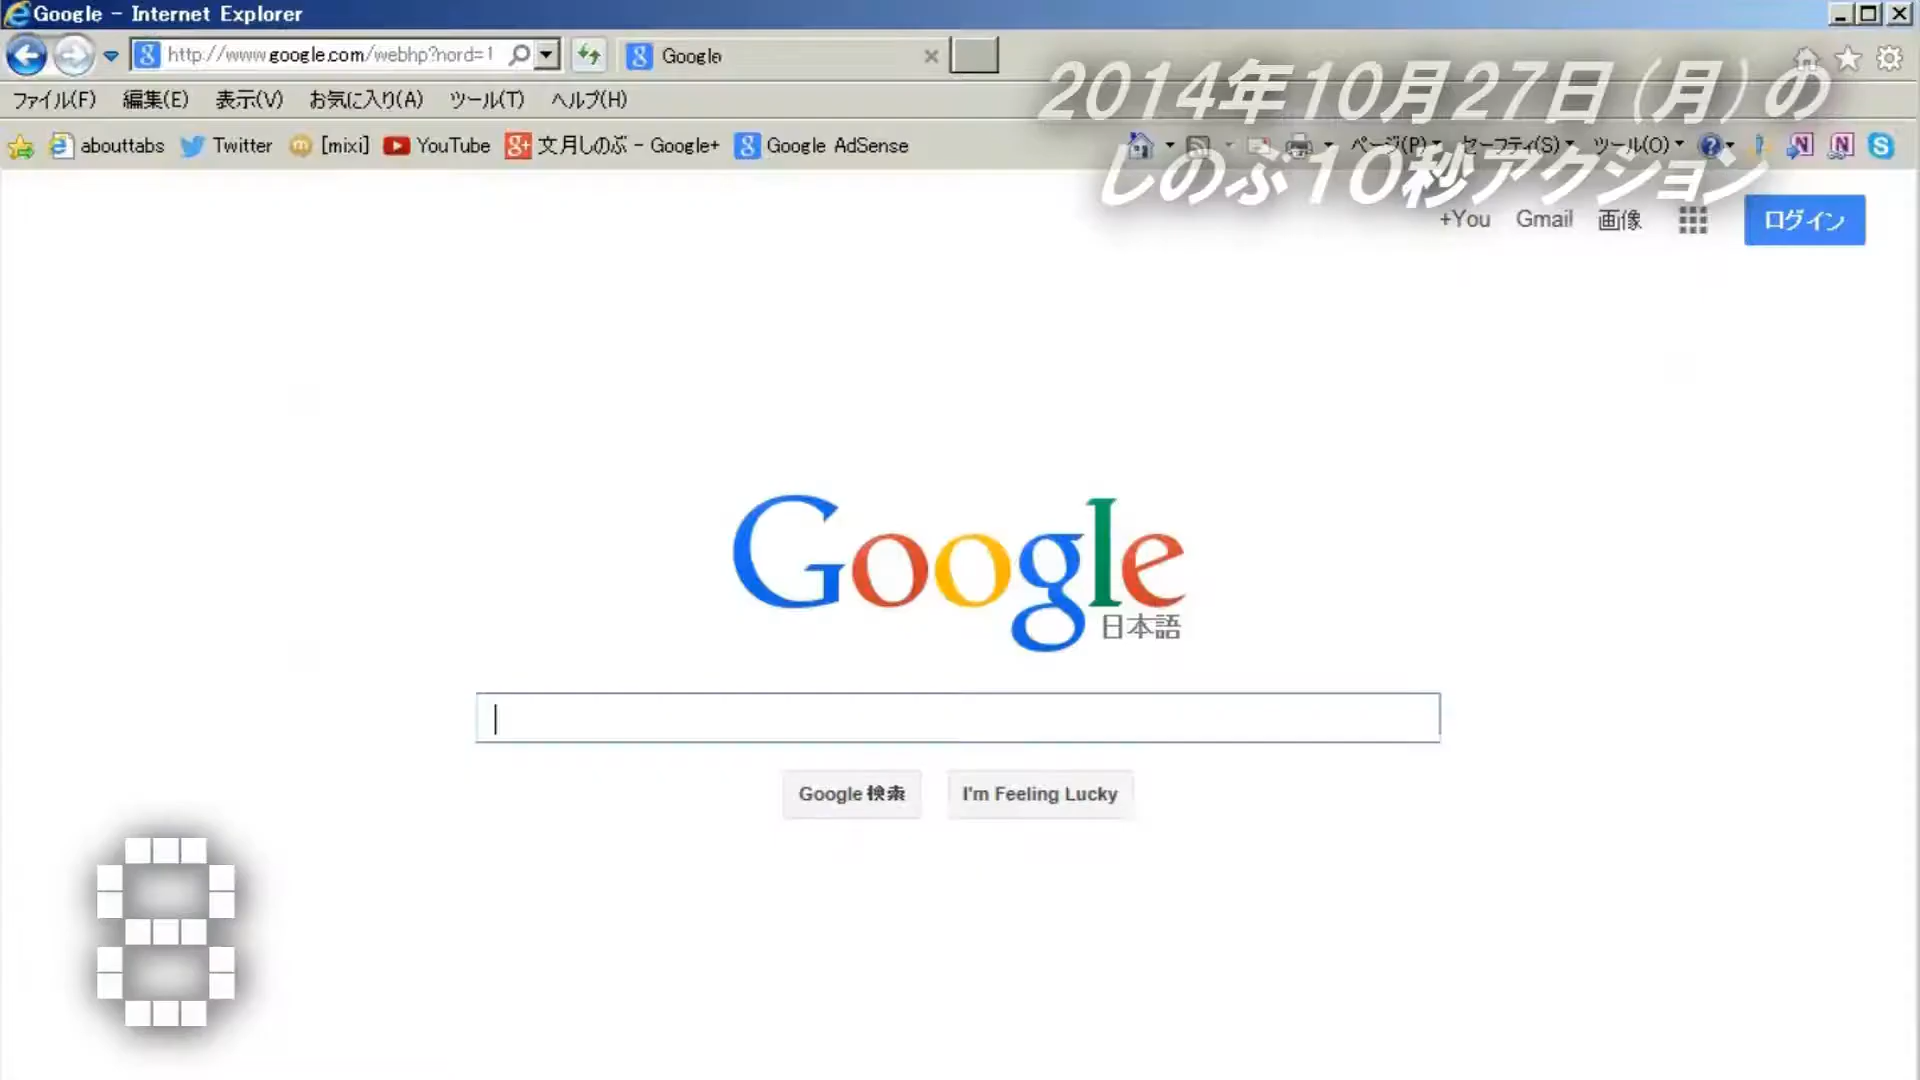 Google - Internet Explorer
http://www.google.com/webhp?nord=1
Google
2014年10月27日(月)の
しのぶ10秒アクション
ファイル(F) 編集(E) 表示(V) お気に入り(A) ツール(T) ヘルプ(H)
abouttabs Twitter [mixi] YouTube 文月しのぶ - Google+ Google AdSense
ページ(P) セーフティ(S) ツール(O)
+You Gmail 画像 ログイン
Google
日本語
Google 検索 I'm Feeling Lucky
8